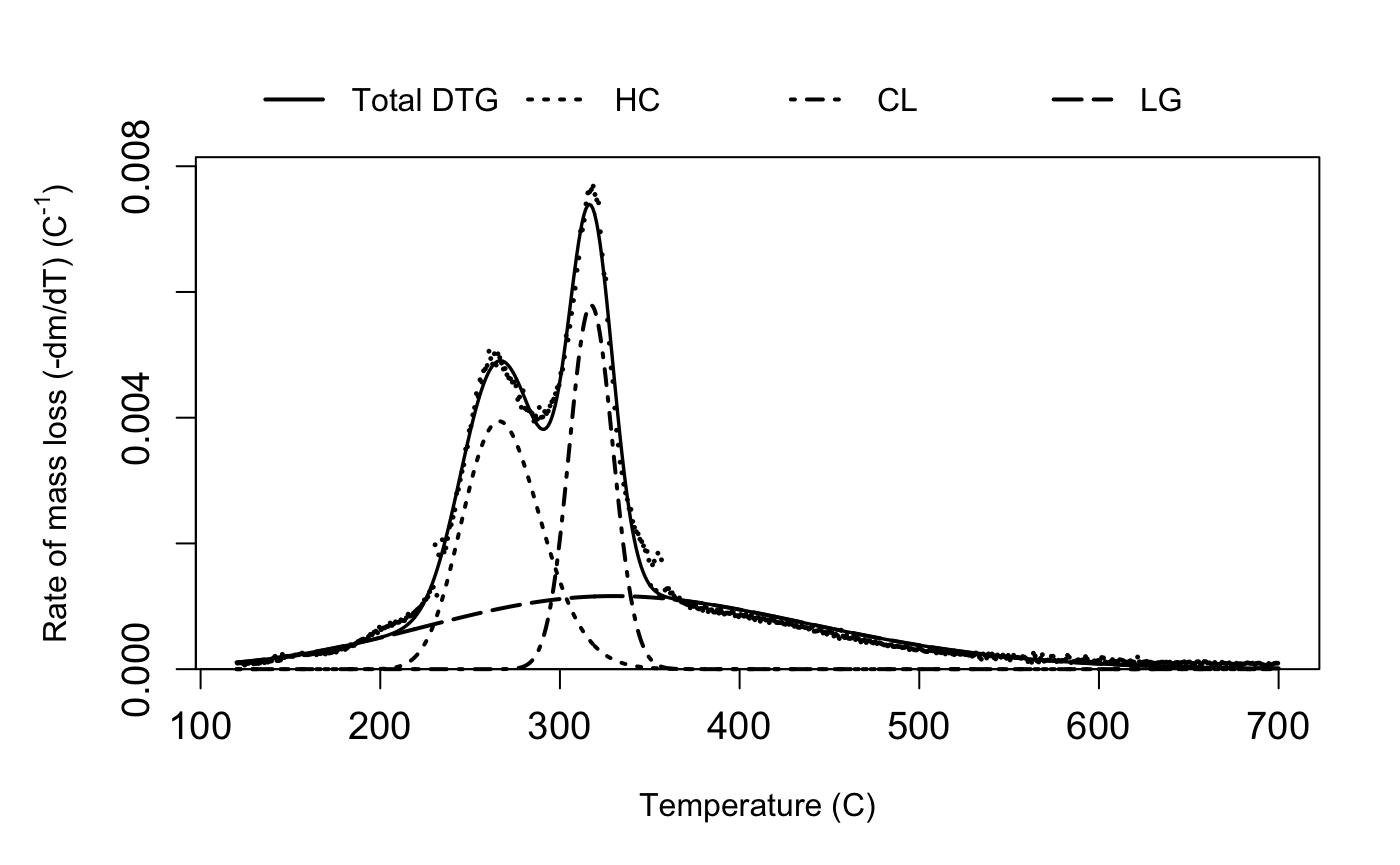 Total DTG HC CL LG
Rate of mass loss (-dm/dT) (C⁻¹)
0.008
0.004
0.000
100 200 300 400 500 600 700
Temperature (C)